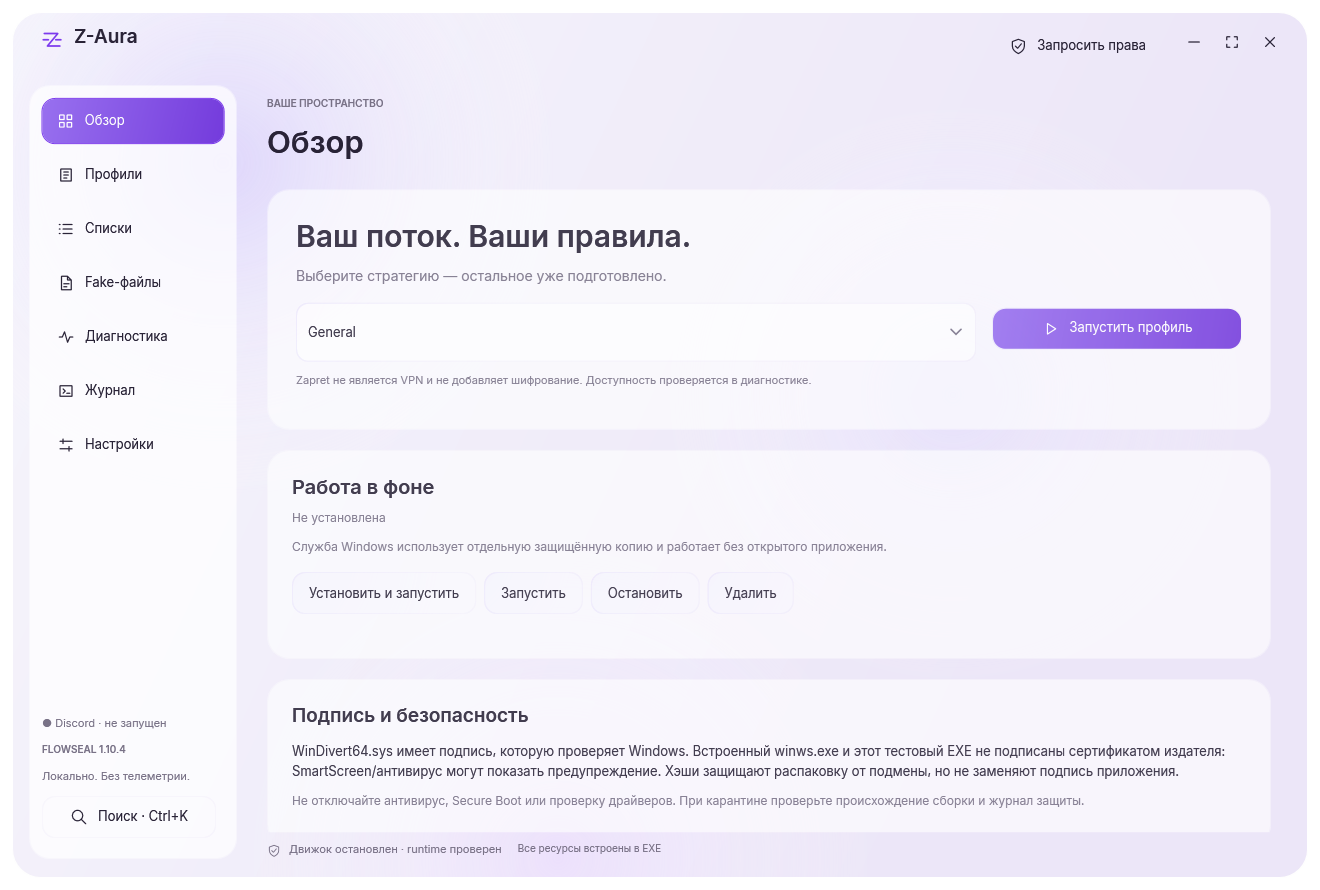 Z-Aura
Запросить права
Обзор
Профили
Списки
Fake-файлы
Диагностика
Журнал
Настройки
Discord · не запущен
FLOWSEAL 1.10.4
Локально. Без телеметрии.
Поиск · Ctrl+K
ВАШЕ ПРОСТРАНСТВО
Обзор
Ваш поток. Ваши правила.
Выберите стратегию — остальное уже подготовлено.
General
Запустить профиль
Zapret не является VPN и не добавляет шифрование. Доступность проверяется в диагностике.
Работа в фоне
Не установлена
Служба Windows использует отдельную защищённую копию и работает без открытого приложения.
Установить и запустить
Запустить
Остановить
Удалить
Подпись и безопасность
WinDivert64.sys имеет подпись, которую проверяет Windows. Встроенный winws.exe и этот тестовый EXE не подписаны сертификатом издателя:
SmartScreen/антивирус могут показать предупреждение. Хэши защищают распаковку от подмены, но не заменяют подпись приложения.
Не отключайте антивирус, Secure Boot или проверку драйверов. При карантине проверьте происхождение сборки и журнал защиты.
Движок остановлен · runtime проверен
Все ресурсы встроены в EXE